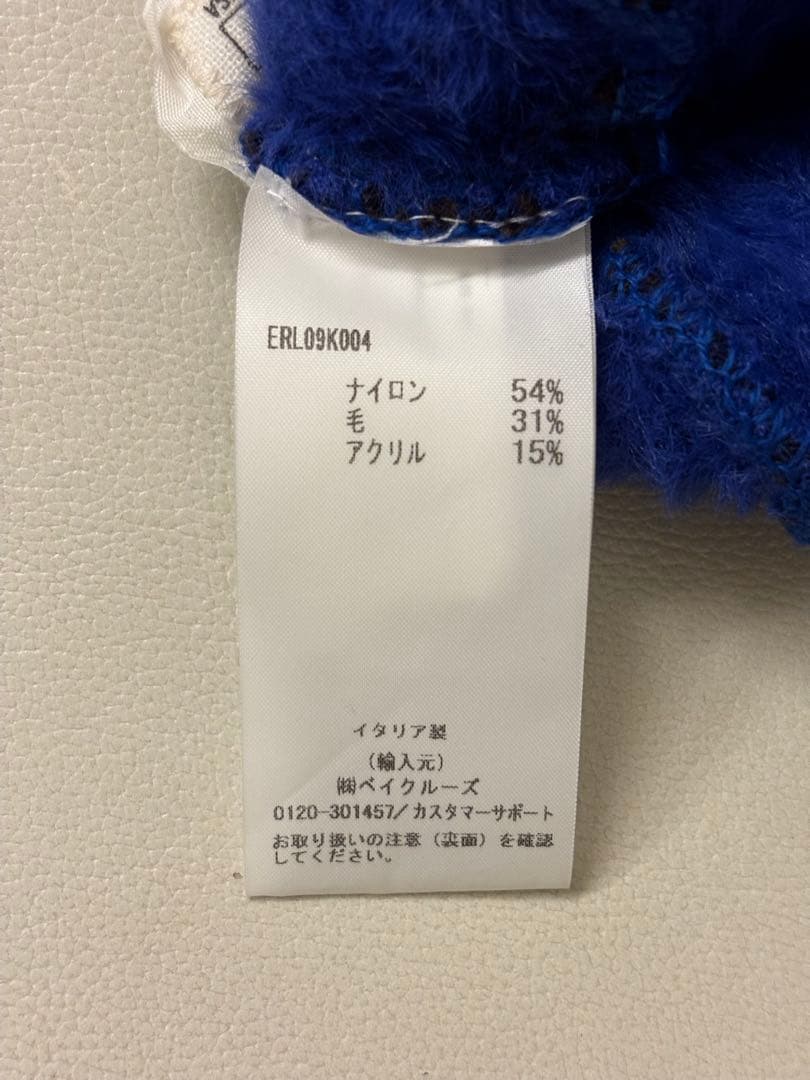 ERL09K004
ナイロン 54%
毛 31%
アクリル 15%
イタリア製
(輸入元)
㈱ベイクルーズ
0120-301457/カスタマーサポート
お取り扱いの注意(裏面)を確認
してください。